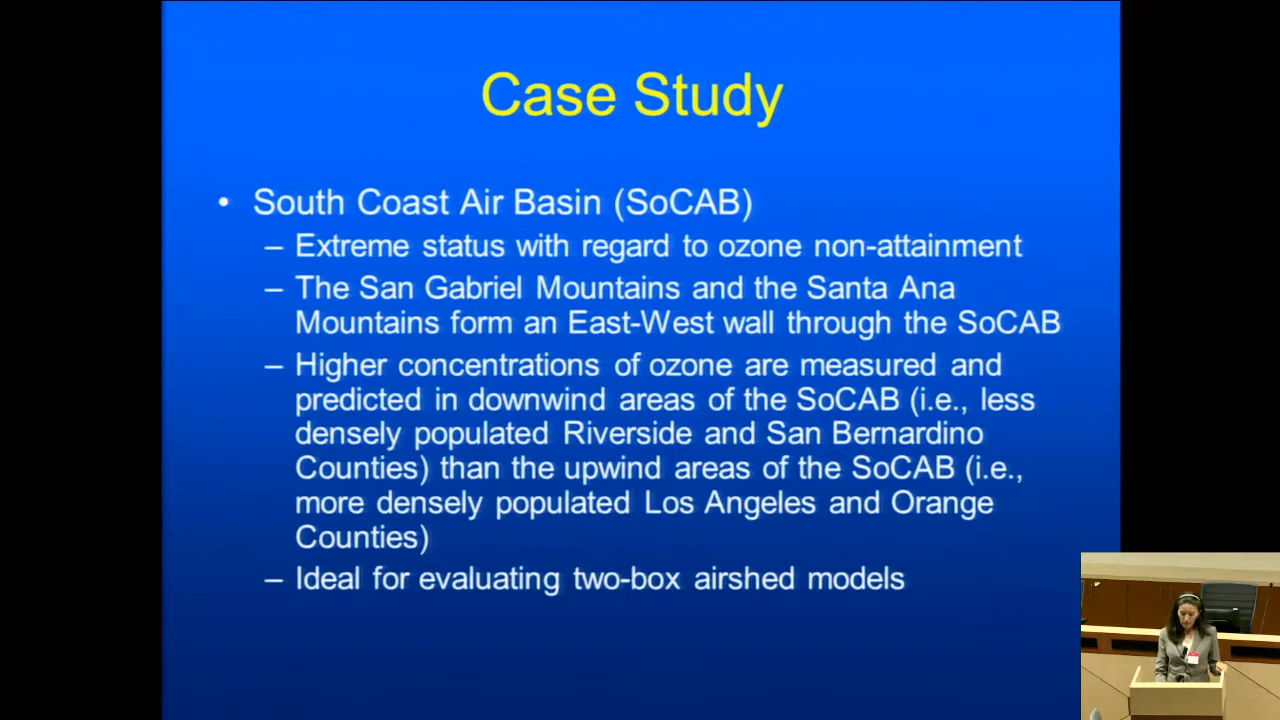 Case Study
• South Coast Air Basin (SoCAB)
– Extreme status with regard to ozone non-attainment
– The San Gabriel Mountains and the Santa Ana
Mountains form an East-West wall through the SoCAB
– Higher concentrations of ozone are measured and
predicted in downwind areas of the SoCAB (i.e., less
densely populated Riverside and San Bernardino
Counties) than the upwind areas of the SoCAB (i.e.,
more densely populated Los Angeles and Orange
Counties)
– Ideal for evaluating two-box airshed models